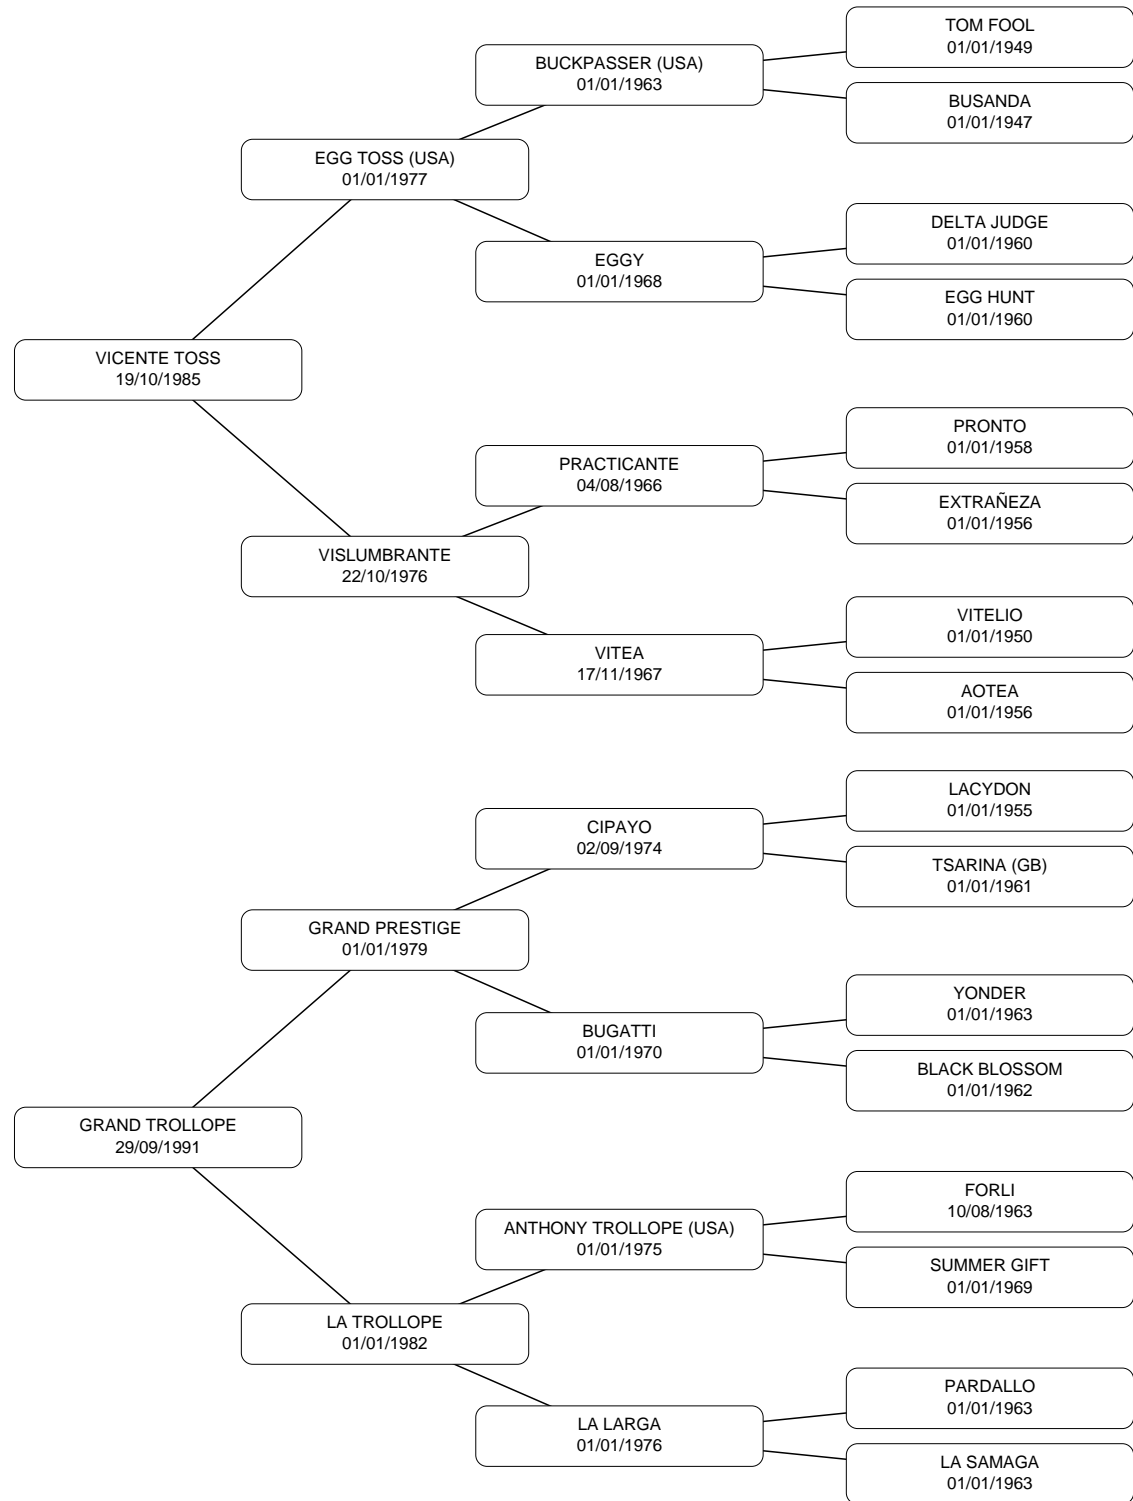 TOM FOOL
01/01/1949
BUCKPASSER (USA)
01/01/1963
BUSANDA
01/01/1947
EGG TOSS (USA)
01/01/1977
DELTA JUDGE
01/01/1960
EGGY
01/01/1968
EGG HUNT
01/01/1960
VICENTE TOSS
19/10/1985
PRONTO
01/01/1958
PRACTICANTE
04/08/1966
EXTRAÑEZA
01/01/1956
VISLUMBRANTE
22/10/1976
VITELIO
01/01/1950
VITEA
17/11/1967
AOTEA
01/01/1956
LACYDON
01/01/1955
CIPAYO
02/09/1974
TSARINA (GB)
01/01/1961
GRAND PRESTIGE
01/01/1979
YONDER
01/01/1963
BUGATTI
01/01/1970
BLACK BLOSSOM
01/01/1962
GRAND TROLLOPE
29/09/1991
FORLI
10/08/1963
ANTHONY TROLLOPE (USA)
01/01/1975
SUMMER GIFT
01/01/1969
LA TROLLOPE
01/01/1982
PARDALLO
01/01/1963
LA LARGA
01/01/1976
LA SAMAGA
01/01/1963